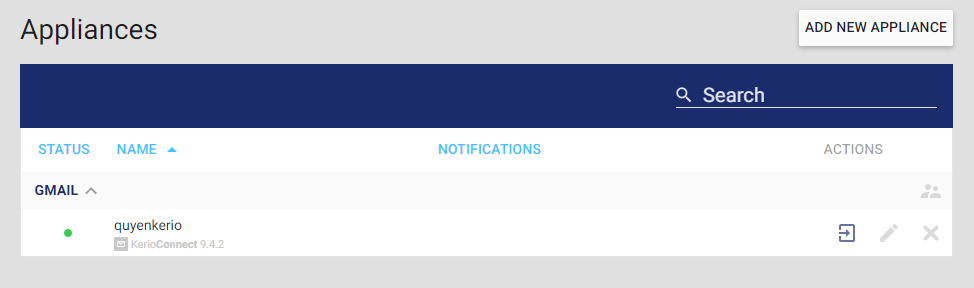 Appliances
ADD NEW APPLIANCE
Search
STATUS NAME NOTIFICATIONS ACTIONS
GMAIL
quyenkerio
KerioConnect 9.4.2